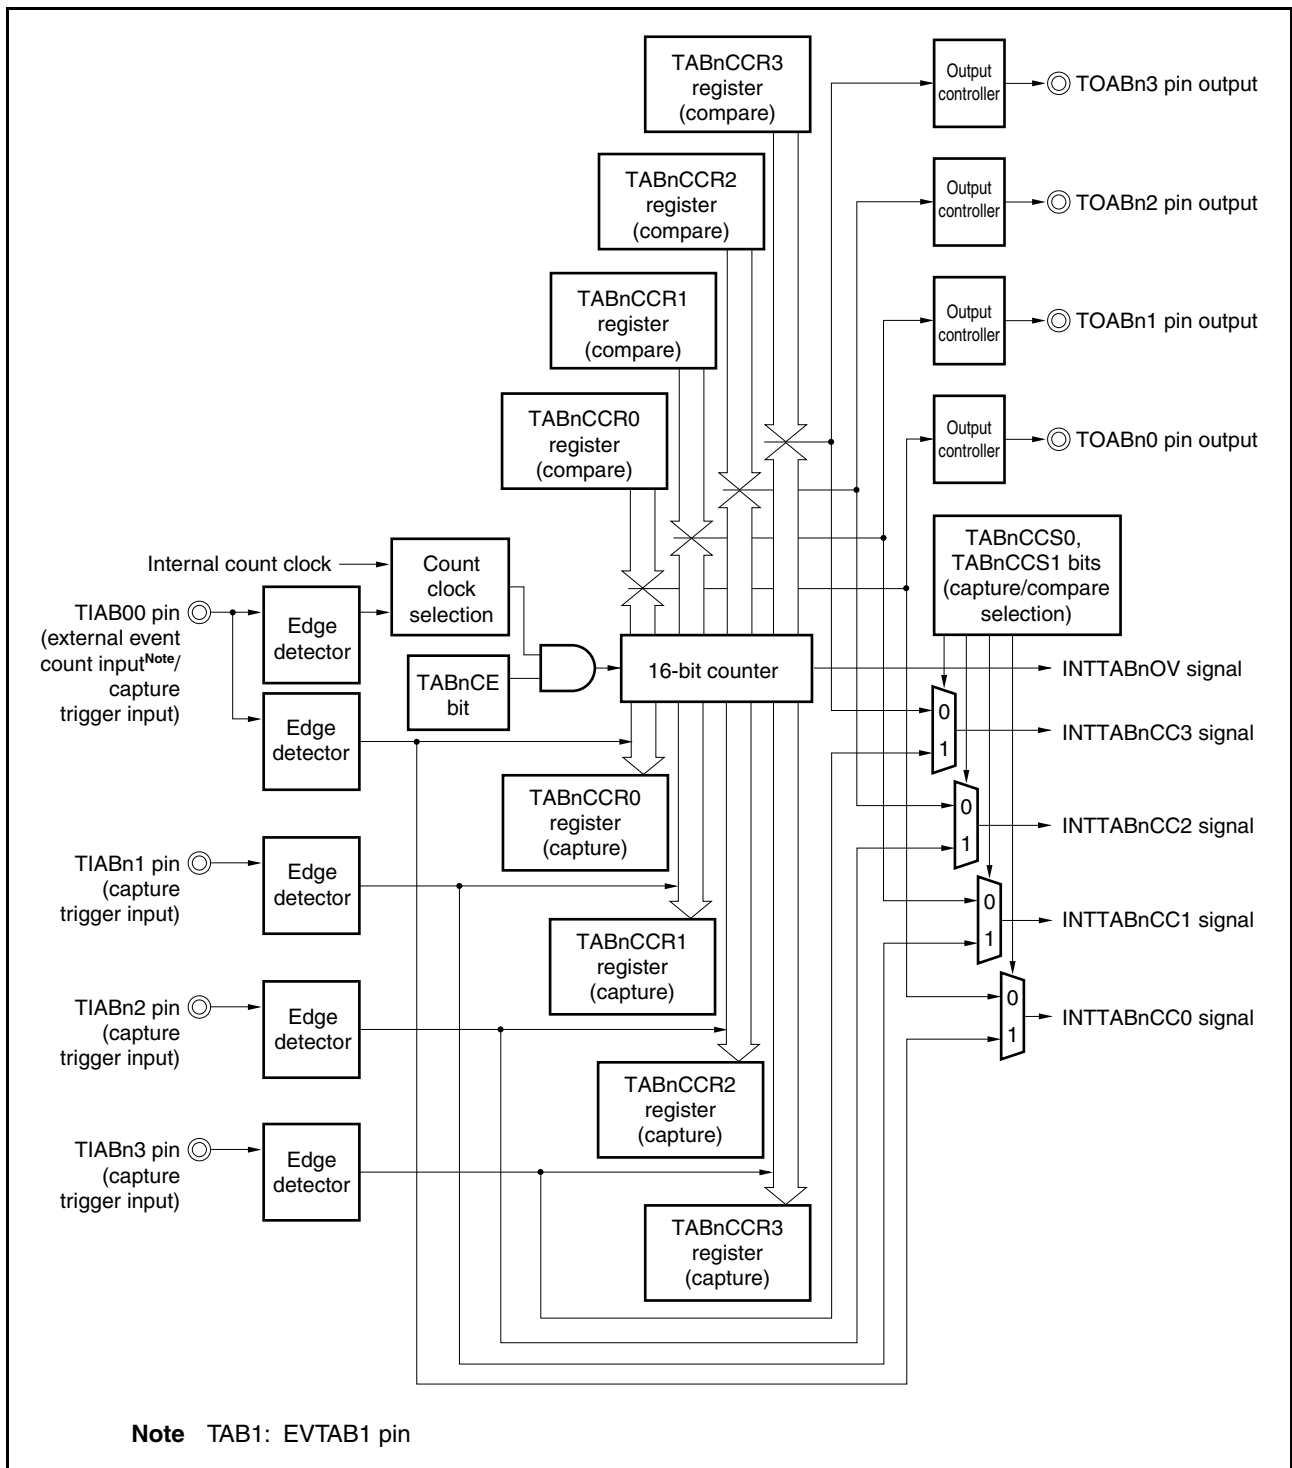 TABnCCR3
register
(compare)
Output
controller
TOABn3 pin output
TABnCCR2
register
(compare)
Output
controller
TOABn2 pin output
TABnCCR1
register
(compare)
Output
controller
TOABn1 pin output
TABnCCR0
register
(compare)
Output
controller
TOABn0 pin output
TABnCCS0,
TABnCCS1 bits
(capture/compare
selection)
Internal count clock
Count
clock
selection
TIAB00 pin
(external event
count inputNote/
capture
trigger input)
Edge
detector
TABnCE
bit
16-bit counter
INTTABnOV signal
Edge
detector
0
1
INTTABnCC3 signal
TABnCCR0
register
(capture)
0
1
INTTABnCC2 signal
TIABn1 pin
(capture
trigger input)
Edge
detector
TABnCCR1
register
(capture)
0
1
INTTABnCC1 signal
TIABn2 pin
(capture
trigger input)
Edge
detector
0
1
INTTABnCC0 signal
TABnCCR2
register
(capture)
TIABn3 pin
(capture
trigger input)
Edge
detector
TABnCCR3
register
(capture)
Note TAB1: EVTAB1 pin